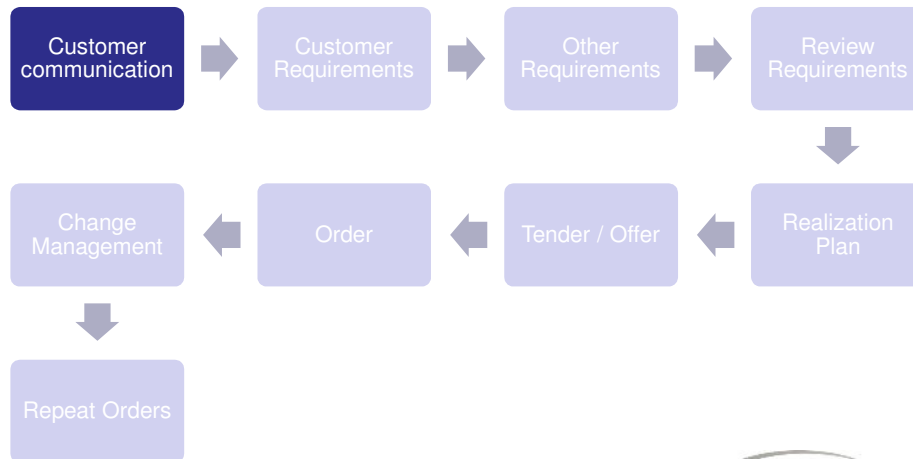 Customer
communication
Customer
Requirements
Other
Requirements
Review
Requirements
Realization
Plan
Tender / Offer
Order
Change
Management
Repeat Orders